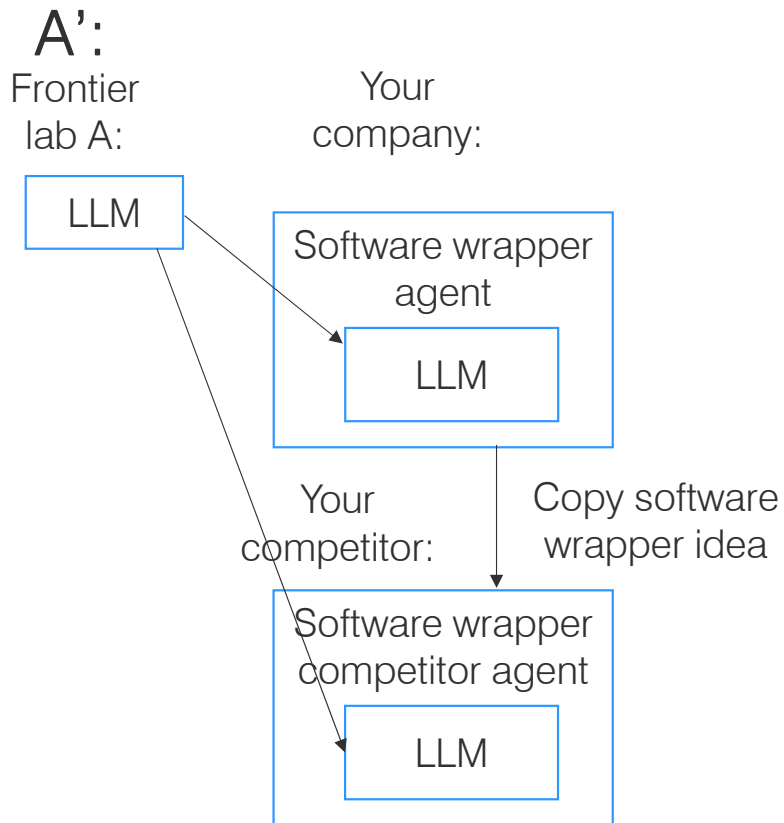 A’:
Frontier
lab A:
Your
company:
LLM
Software wrapper
agent
LLM
Your
competitor:
Copy software
wrapper idea
Software wrapper
competitor agent
LLM